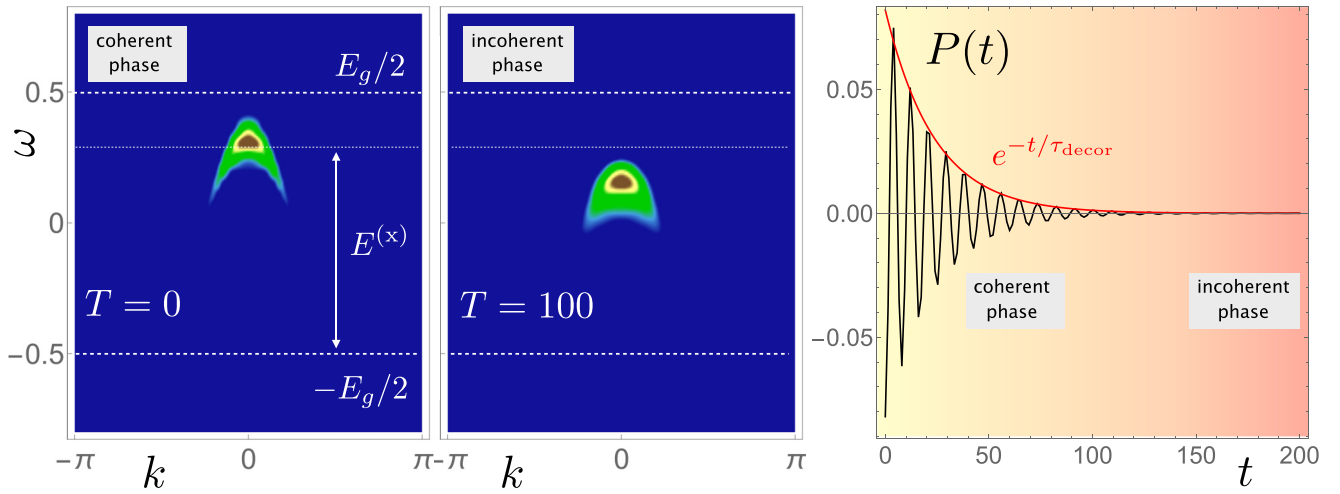 coherent
phase
E_g/2
0.5
ω
0
E^(x)
T = 0
−0.5
−E_g/2
−π
k
0
π
incoherent
phase
T = 100
−π
k
0
π
P(t)
0.05
e^{−t/τ_decor}
0.00
coherent
phase
incoherent
phase
−0.05
0
50
100
150
200
t